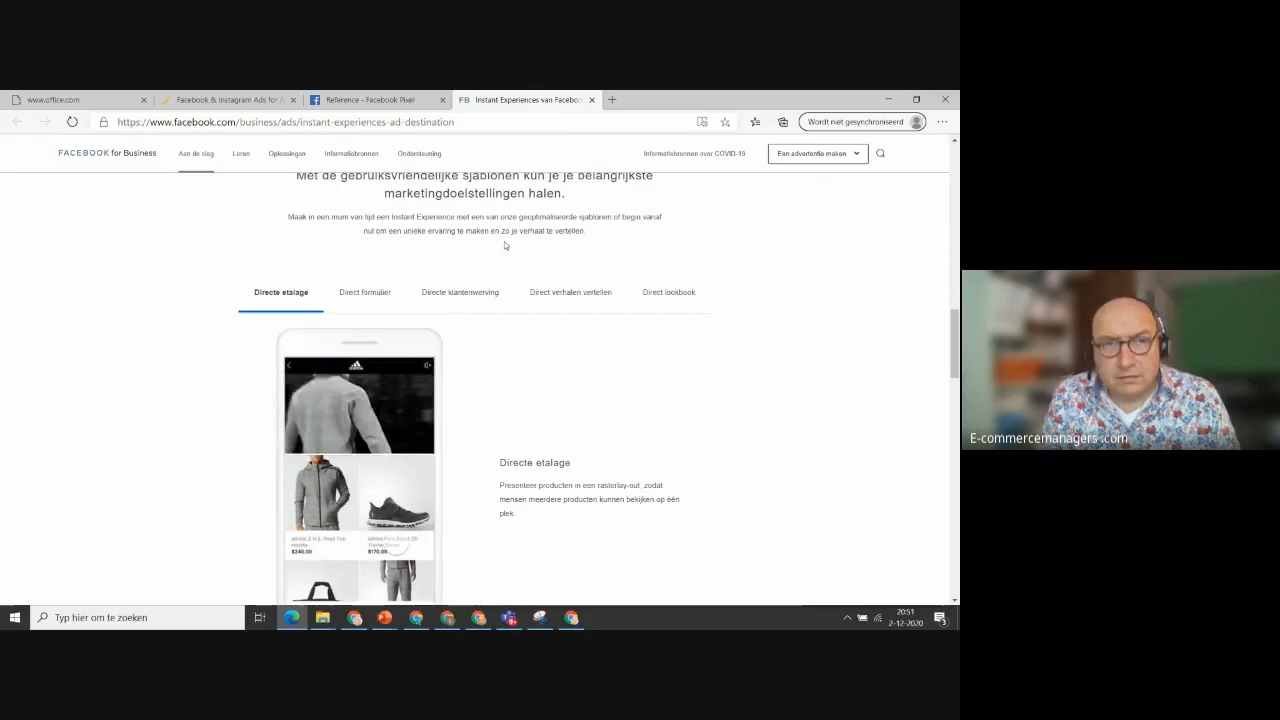 www.office.com
Facebook & Instagram Ads for
Reference - Facebook Pixel
FB Instant Experiences van Facebo
https://www.facebook.com/business/ads/instant-experiences-ad-destination
Wordt niet gesynchroniseerd
FACEBOOK for Business
Aan de slag
Leren
Oplossingen
Informatiebronnen
Ondersteuning
Informatiebronnen over COVID-19
Een advertentie maken
Met de gebruiksvriendelijke sjablonen kun je je belangrijkste
marketingdoelstellingen halen.
Maak in een mum van tijd een Instant Experience met een van onze geoptimaliseerde sjablonen of begin vanaf
nul om een unieke ervaring te maken en zo je verhaal te vertellen.
Directe etalage
Direct formulier
Directe klantenwerving
Direct verhalen vertellen
Direct lookbook
adidas
$240.00
$170.00
Directe etalage
Presenteer producten in een rasterlay-out, zodat
mensen meerdere producten kunnen bekijken op één
plek.
E-commercemanagers .com
Typ hier om te zoeken
20:51
2-12-2020
3